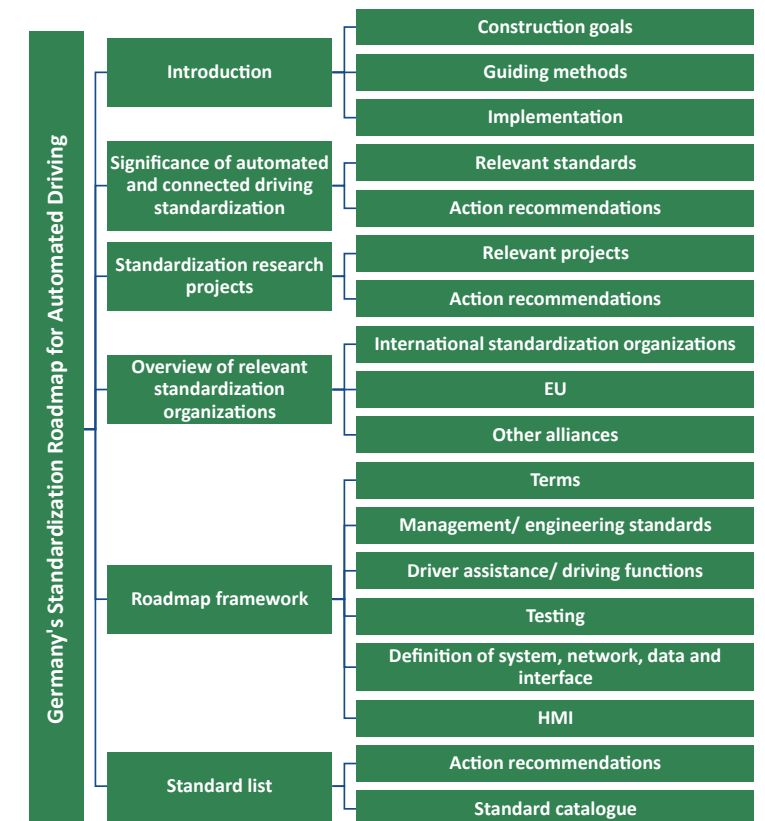 Germany's Standardization Roadmap for Automated Driving
Introduction
Construction goals
Guiding methods
Implementation
Significance of automated
and connected driving
standardization
Relevant standards
Action recommendations
Standardization research
projects
Relevant projects
Action recommendations
Overview of relevant
standardization
organizations
International standardization organizations
EU
Other alliances
Roadmap framework
Terms
Management/ engineering standards
Driver assistance/ driving functions
Testing
Definition of system, network, data and
interface
HMI
Standard list
Action recommendations
Standard catalogue